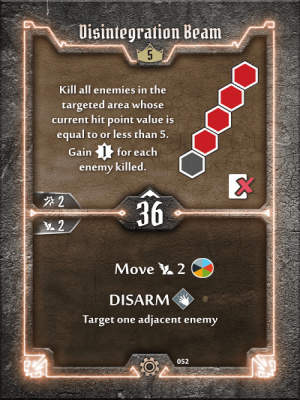 Disintegration Beam
5
Kill all enemies in the
targeted area whose
current hit point value is
equal to or less than 5.
Gain 1 for each
enemy killed.
2
36
2
Move 2
DISARM
Target one adjacent enemy
052